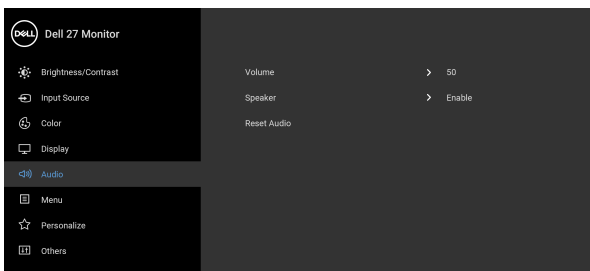 DELL Dell 27 Monitor
Brightness/Contrast Volume 50
Input Source Speaker Enable
Color Reset Audio
Display
Audio
Menu
Personalize
Others